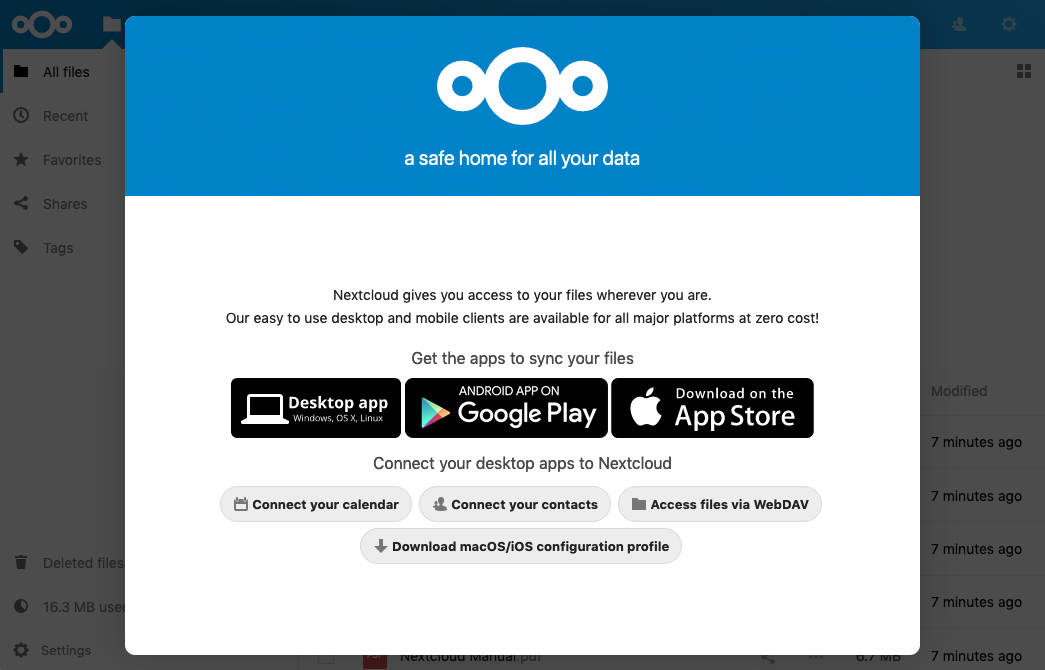 All files
Recent
Favorites
Shares
Tags
a safe home for all your data
Nextcloud gives you access to your files wherever you are.
Our easy to use desktop and mobile clients are available for all major platforms at zero cost!
Get the apps to sync your files
Desktop app
Windows, OS X, Linux
ANDROID APP ON
Google Play
Download on the
App Store
Connect your desktop apps to Nextcloud
Connect your calendar
Connect your contacts
Access files via WebDAV
Download macOS/iOS configuration profile
Modified
7 minutes ago
7 minutes ago
7 minutes ago
7 minutes ago
Deleted files
16.3 MB used
Settings
Nextcloud Manual.pdf
6.7 MB
7 minutes ago